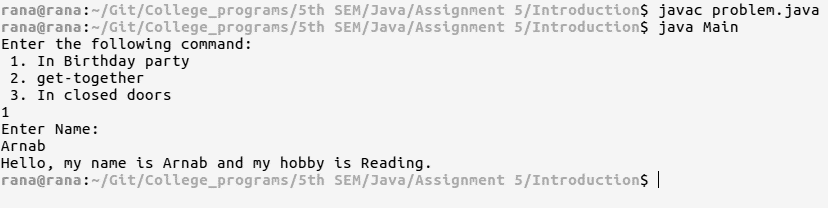 rana@rana:~/Git/College_programs/5th SEM/Java/Assignment 5/Introduction$ javac problem.java
rana@rana:~/Git/College_programs/5th SEM/Java/Assignment 5/Introduction$ java Main
Enter the following command:
 1. In Birthday party
 2. get-together
 3. In closed doors
1
Enter Name:
Arnab
Hello, my name is Arnab and my hobby is Reading.
rana@rana:~/Git/College_programs/5th SEM/Java/Assignment 5/Introduction$